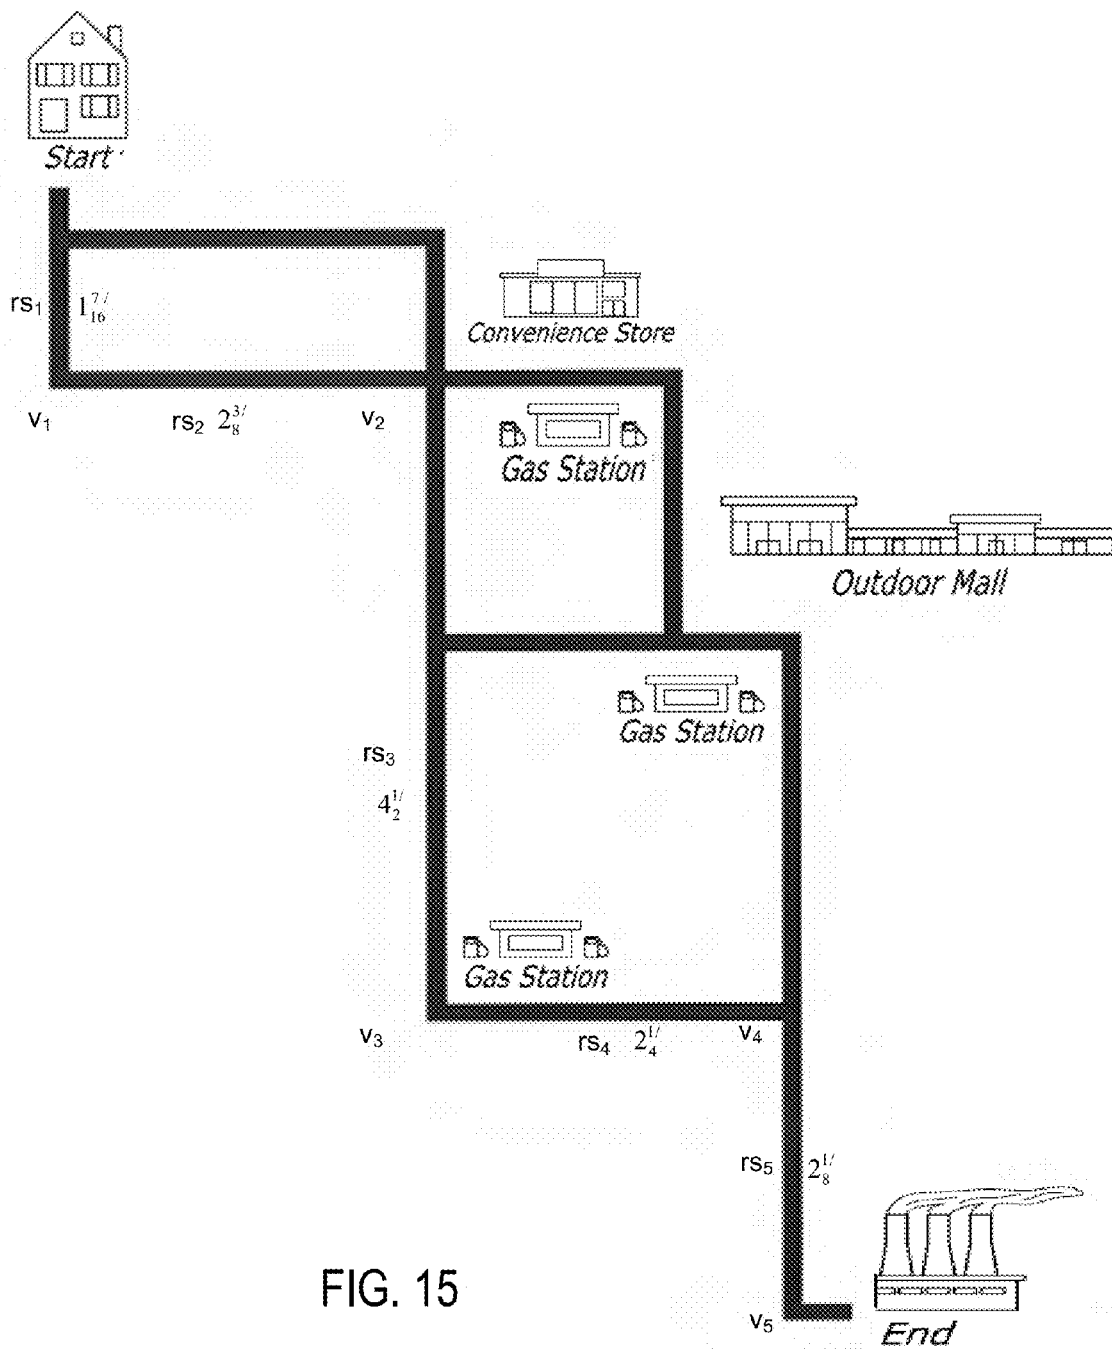 Start
rs₁ 1 7/16
Convenience Store
v₁ rs₂ 2 3/8 v₂
Gas Station
Outdoor Mall
Gas Station
rs₃
4 1/2
Gas Station
v₃ rs₄ 2 1/4 v₄
rs₅ 2 1/8
FIG. 15
v₅
End